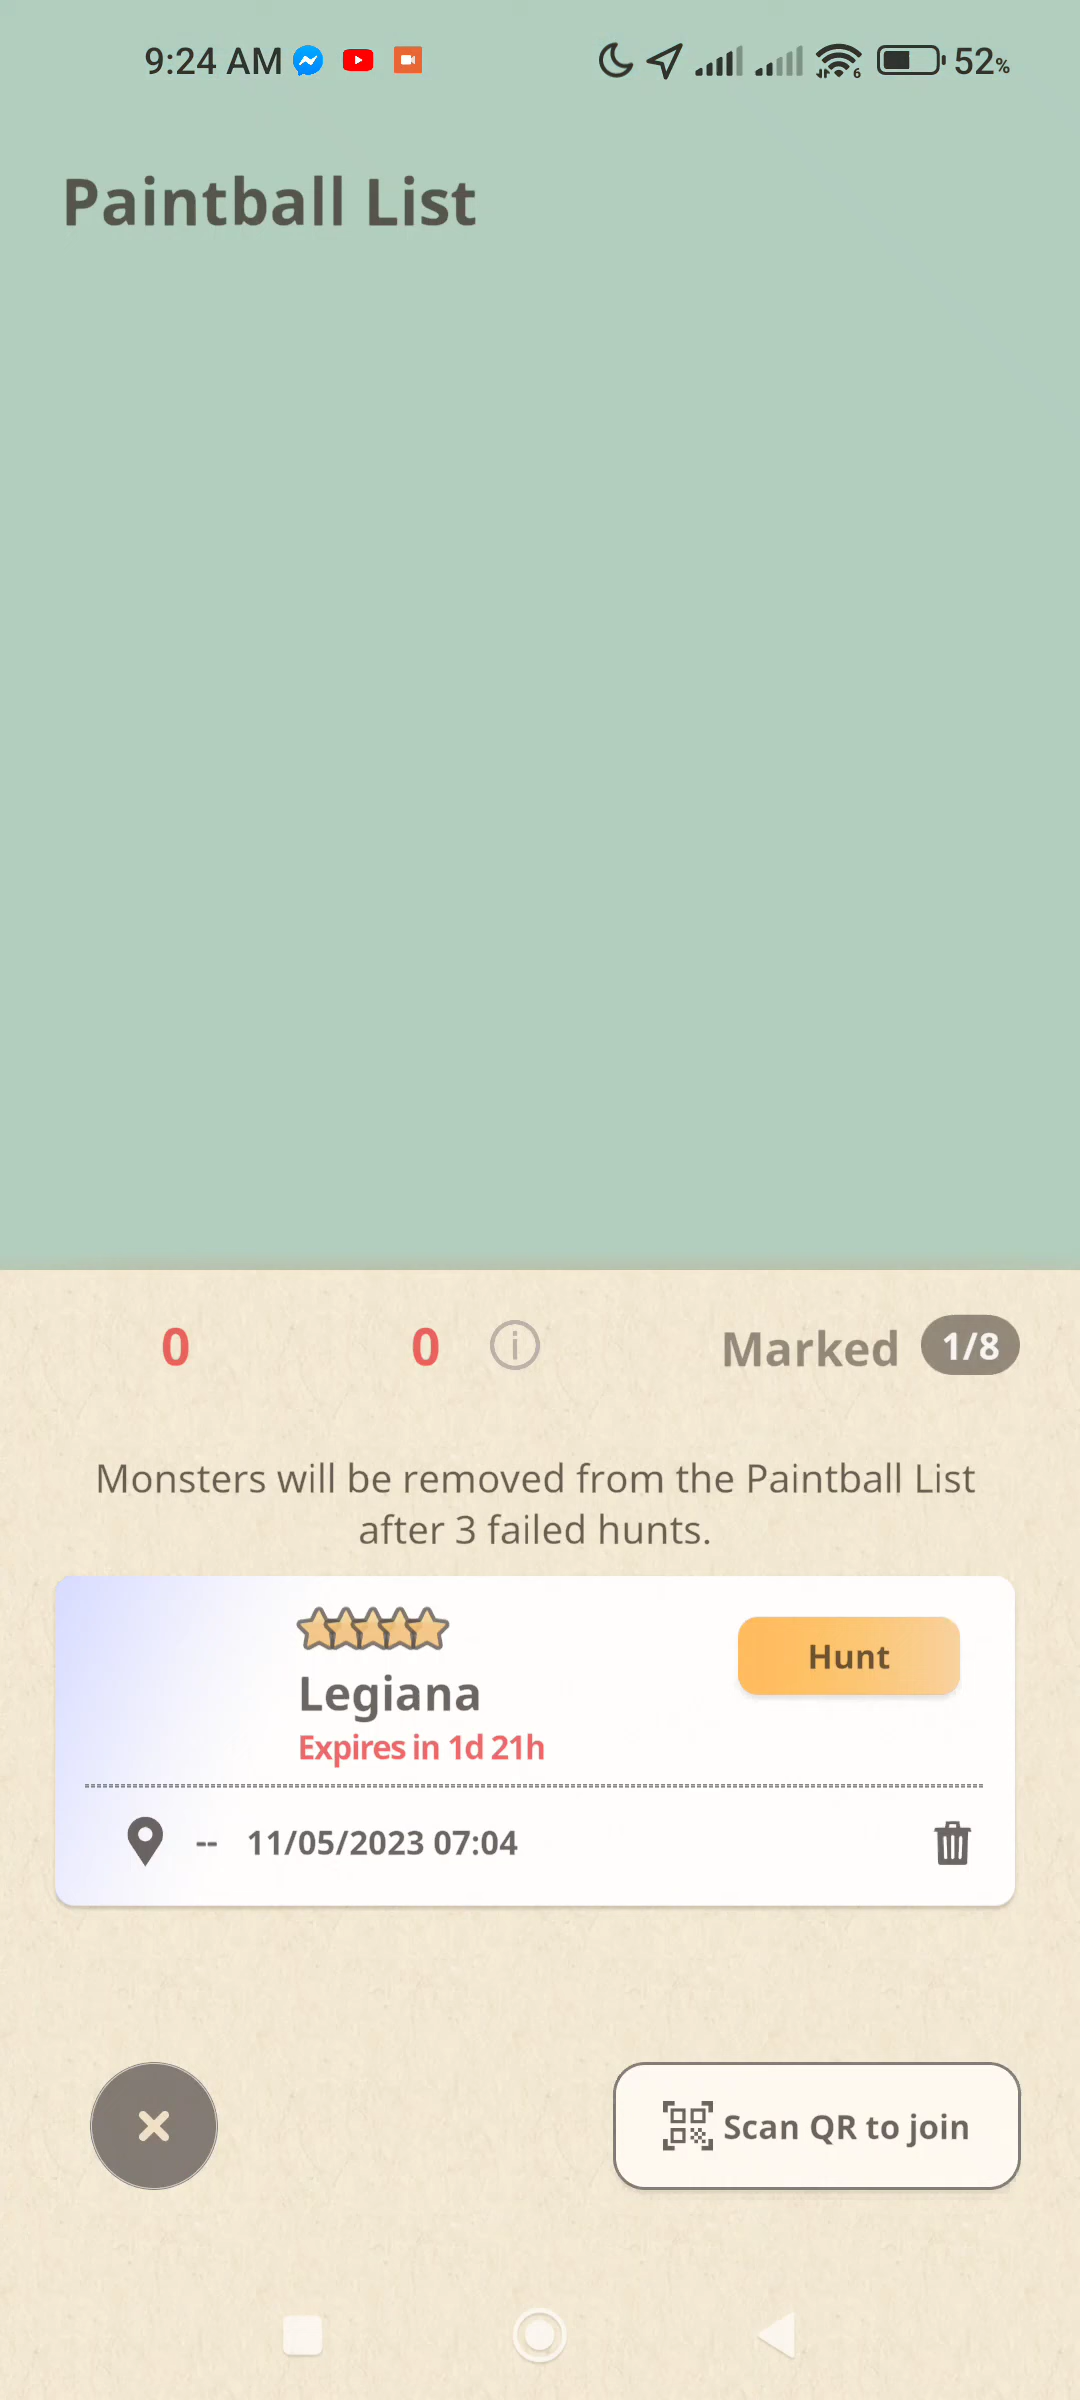 9:24 AM
52%
Paintball List
0 0 Marked 1/8
Monsters will be removed from the Paintball List
after 3 failed hunts.
Legiana
Hunt
Expires in 1d 21h
-- 11/05/2023 07:04
Scan QR to join